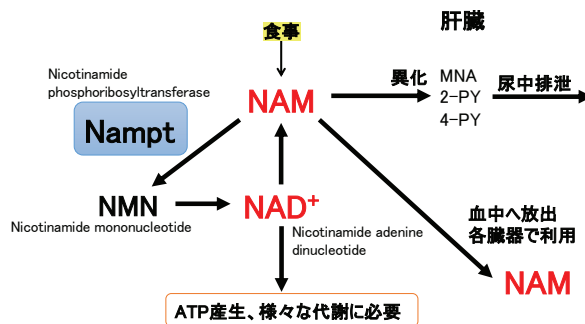 食事
肝臓
Nicotinamide
phosphoribosyltransferase
Nampt
NAM
異化
MNA
2-PY
4-PY
尿中排泄
NMN
Nicotinamide mononucleotide
NAD⁺
Nicotinamide adenine
dinucleotide
血中へ放出
各臓器で利用
NAM
ATP産生、様々な代謝に必要